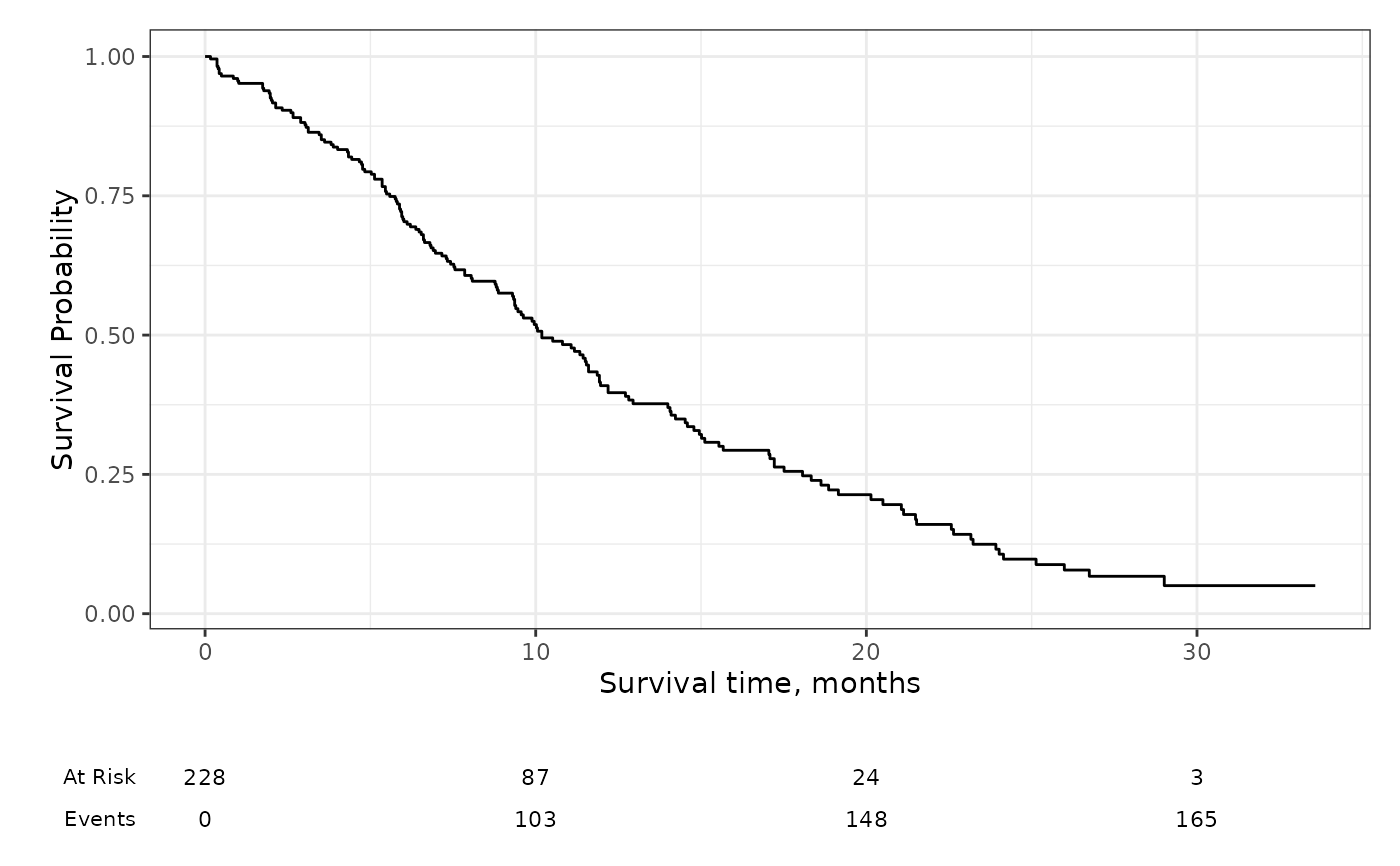 1.00
0.75
0.50
0.25
0.00
Survival Probability
0 10 20 30
Survival time, months
At Risk 228 87 24 3
Events 0 103 148 165